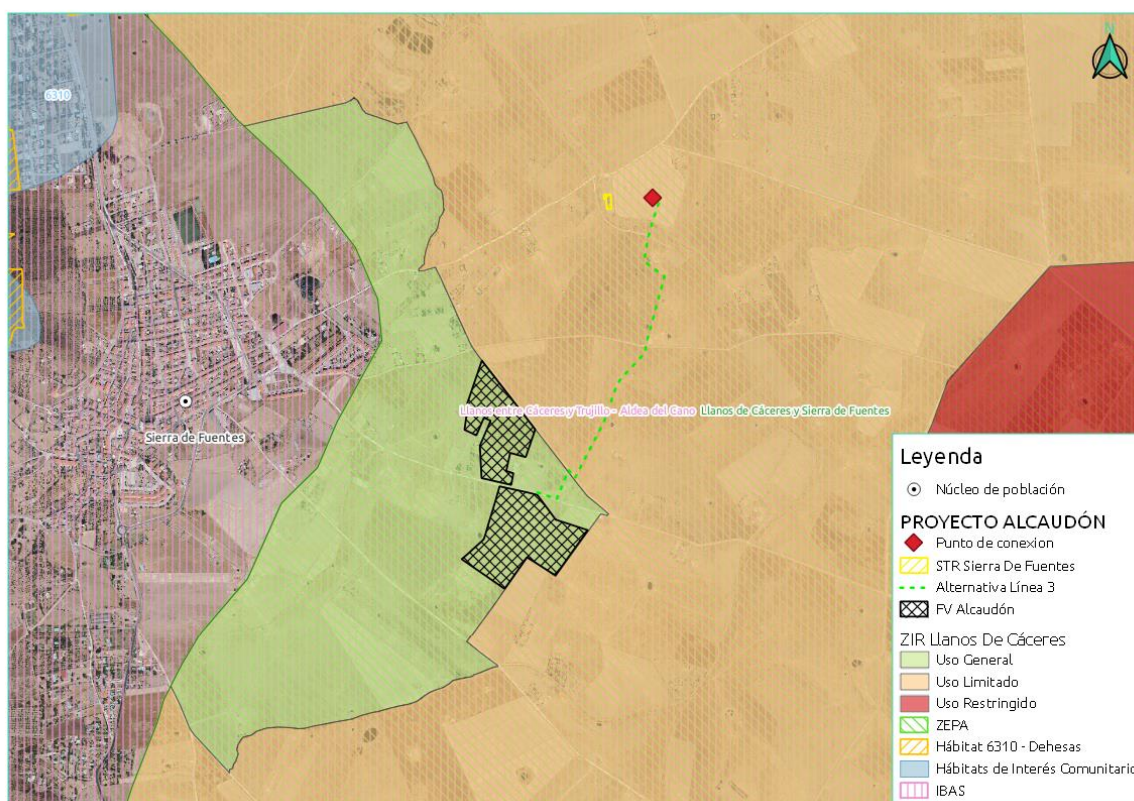 N
6310
Llanos entre Cáceres y Trujillo - Aldea del Cano
Llanos de Cáceres y Sierra de Fuentes
Sierra de Fuentes
Leyenda
Núcleo de población
PROYECTO ALCAUDÓN
Punto de conexion
STR Sierra De Fuentes
Alternativa Línea 3
FV Alcaudón
ZIR Llanos De Cáceres
Uso General
Uso Limitado
Uso Restringido
ZEPA
Hábitat 6310 - Dehesas
Hábitats de Interés Comunitario
IBAS